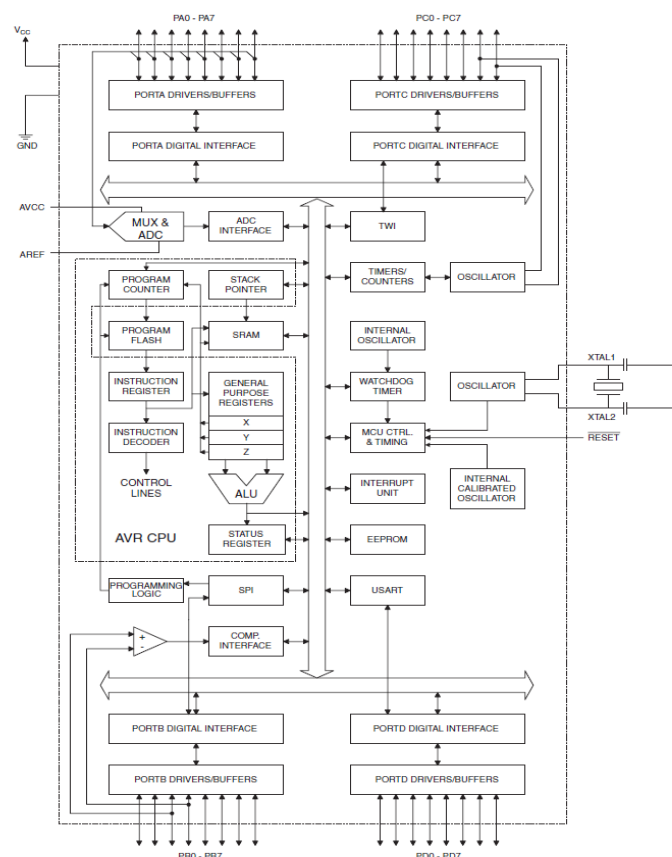 PA0 - PA7
PC0 - PC7
VCC
PORTA DRIVERS/BUFFERS
PORTC DRIVERS/BUFFERS
GND
PORTA DIGITAL INTERFACE
PORTC DIGITAL INTERFACE
AVCC
MUX &
ADC
ADC
INTERFACE
TWI
AREF
PROGRAM
COUNTER
STACK
POINTER
TIMERS/
COUNTERS
OSCILLATOR
PROGRAM
FLASH
SRAM
INTERNAL
OSCILLATOR
XTAL1
INSTRUCTION
REGISTER
GENERAL
PURPOSE
REGISTERS
WATCHDOG
TIMER
OSCILLATOR
X
XTAL2
INSTRUCTION
DECODER
Y
MCU CTRL.
& TIMING
RESET
Z
CONTROL
LINES
ALU
INTERRUPT
UNIT
INTERNAL
CALIBRATED
OSCILLATOR
AVR CPU
STATUS
REGISTER
EEPROM
PROGRAMMING
LOGIC
SPI
USART
+
-
COMP.
INTERFACE
PORTB DIGITAL INTERFACE
PORTD DIGITAL INTERFACE
PORTB DRIVERS/BUFFERS
PORTD DRIVERS/BUFFERS
PB0 - PB7
PD0 - PD7